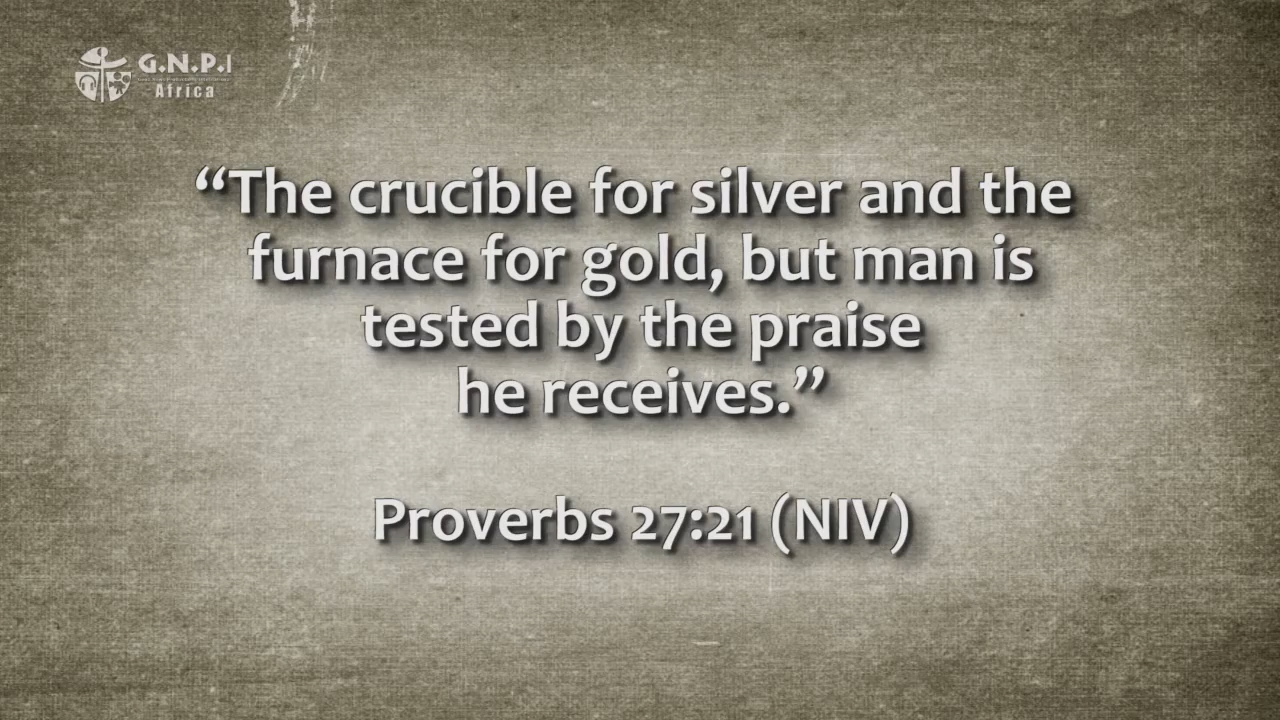 G.N.P.I
Africa
“The crucible for silver and the
furnace for gold, but man is
tested by the praise
he receives.”
Proverbs 27:21 (NIV)